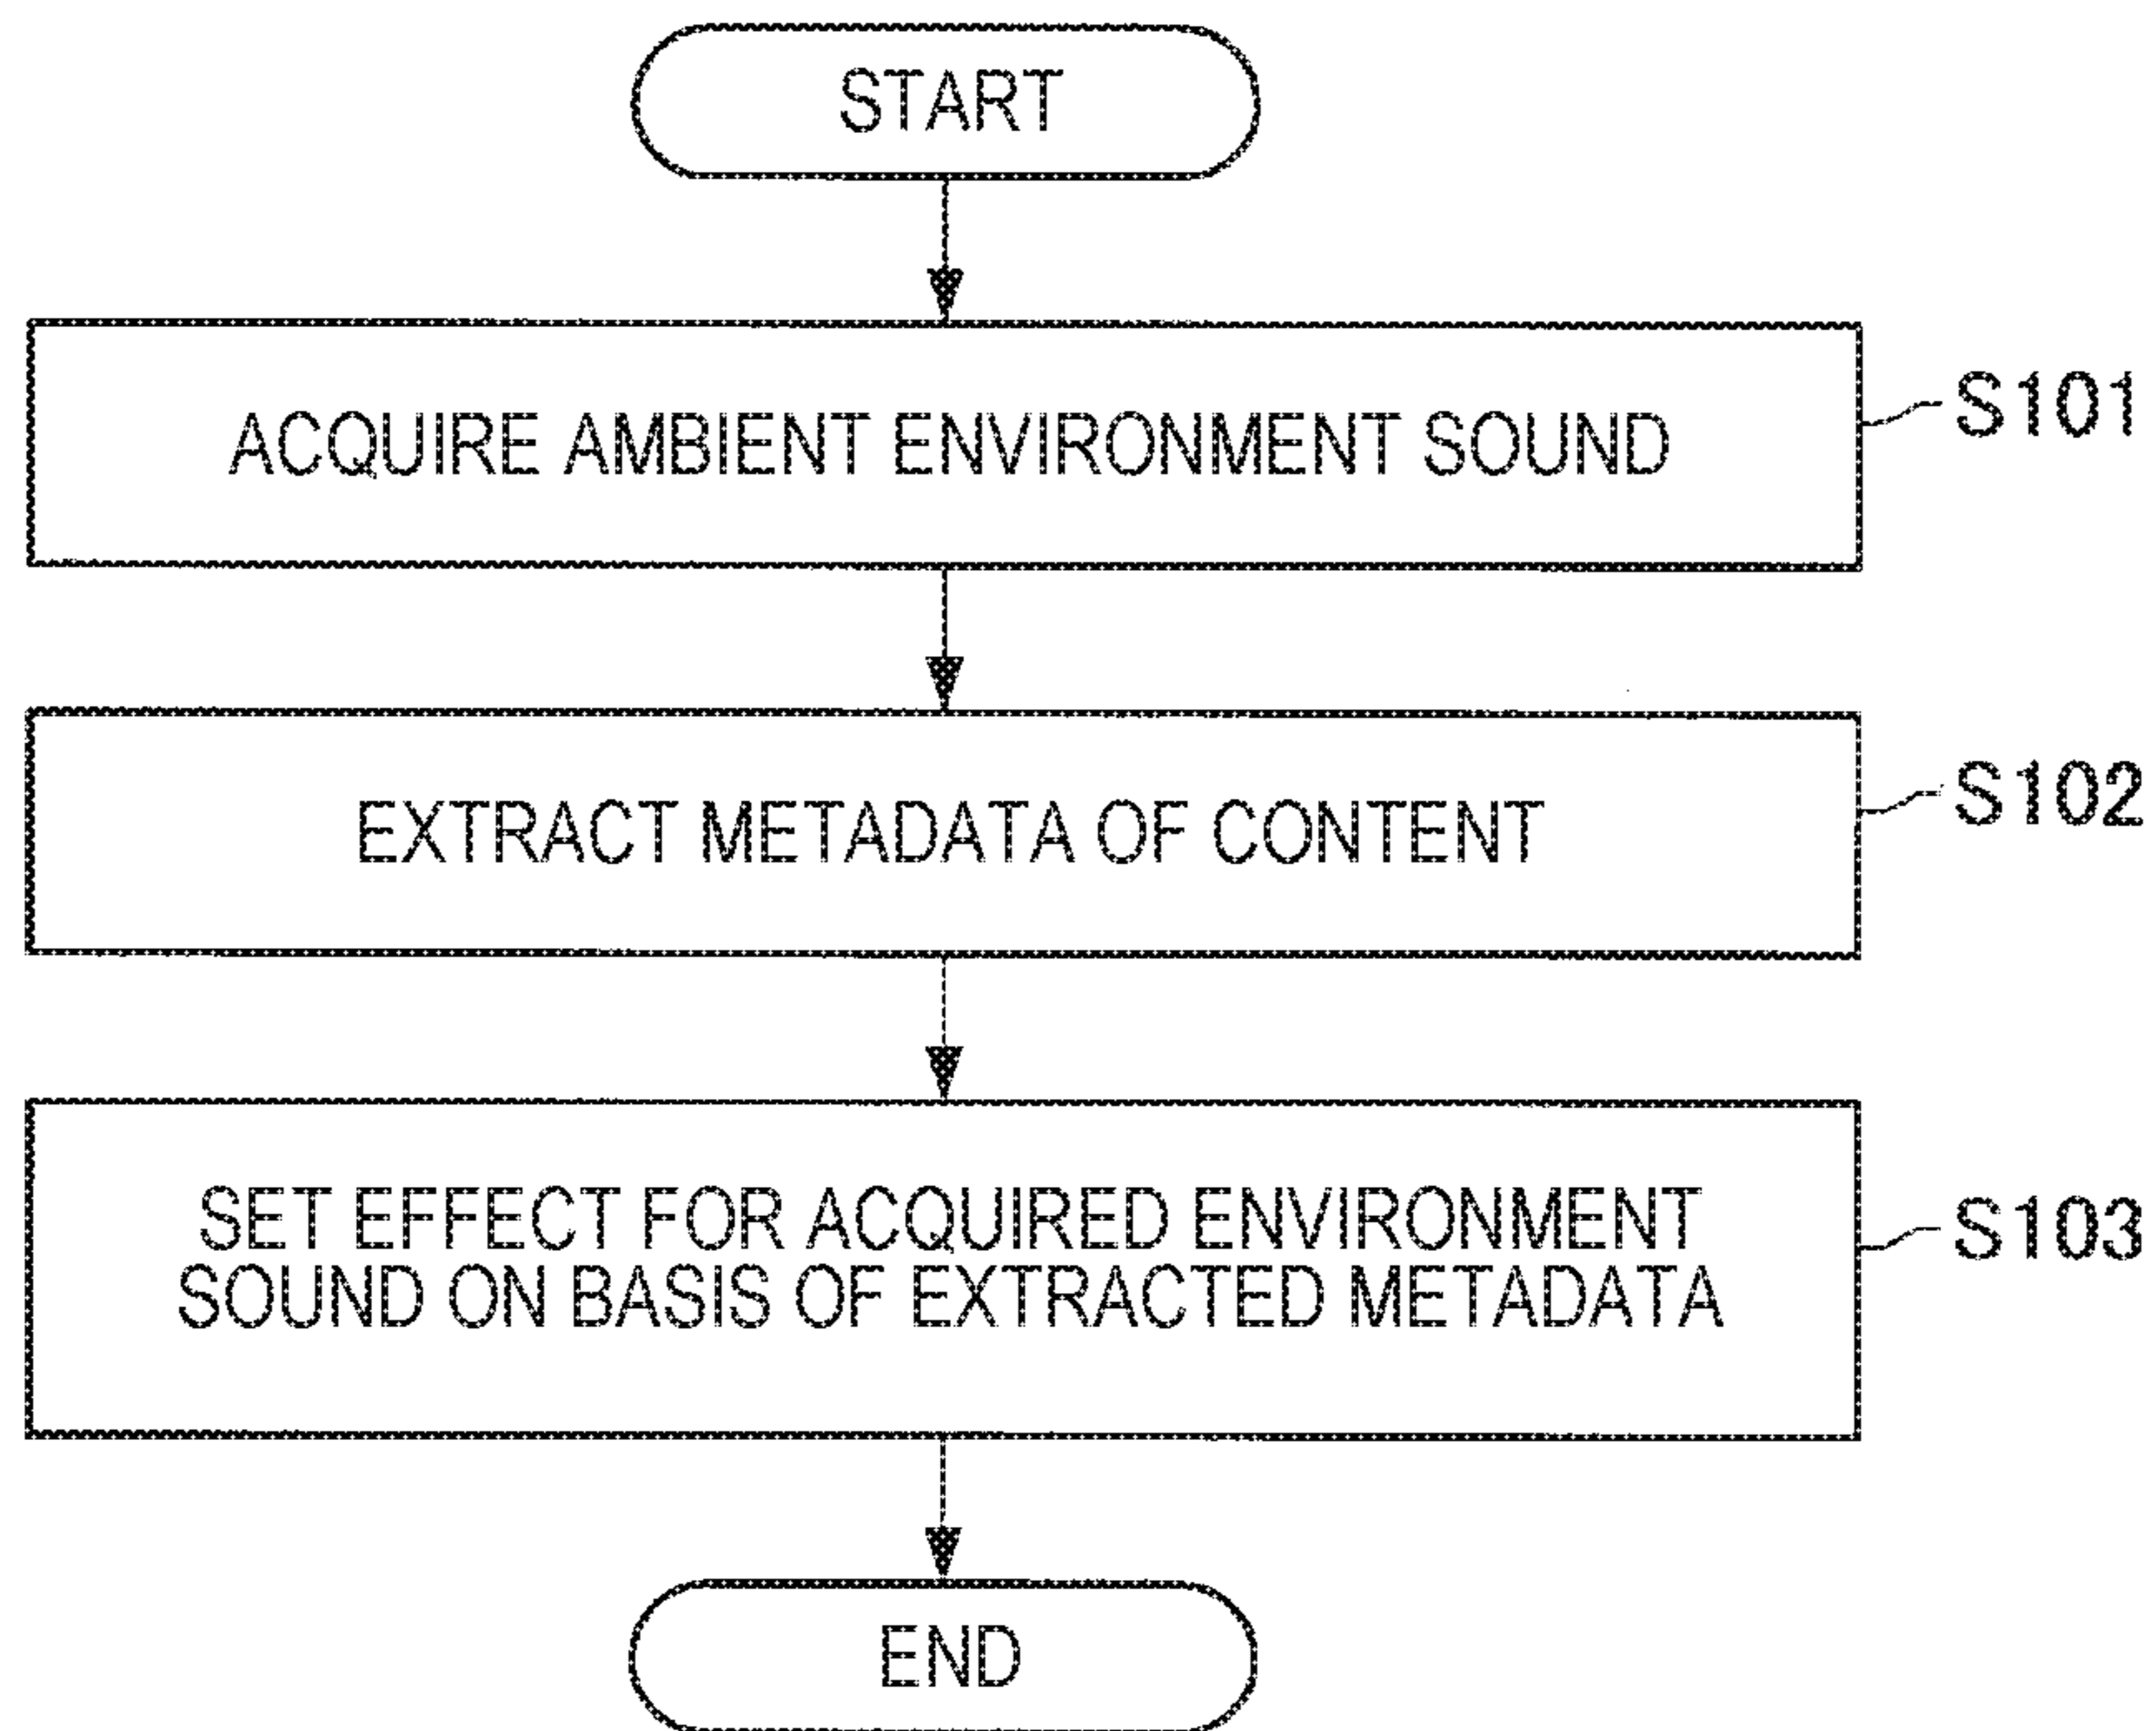 START
ACQUIRE AMBIENT ENVIRONMENT SOUND
S101
EXTRACT METADATA OF CONTENT
S102
SET EFFECT FOR ACQUIRED ENVIRONMENT
SOUND ON BASIS OF EXTRACTED METADATA
S103
END